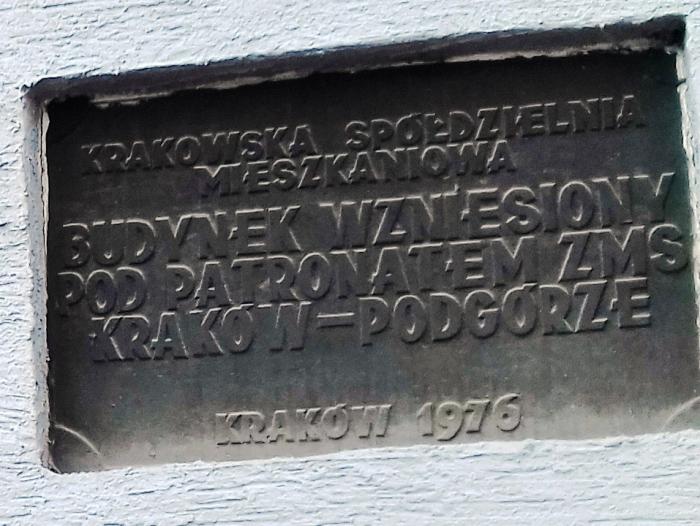 KRAKOWSKA SPÓŁDZIELNIA
MIESZKANIOWA
BUDYNEK WZNIESIONY
POD PATRONATEM ZMS
KRAKÓW-PODGÓRZE
KRAKÓW 1976